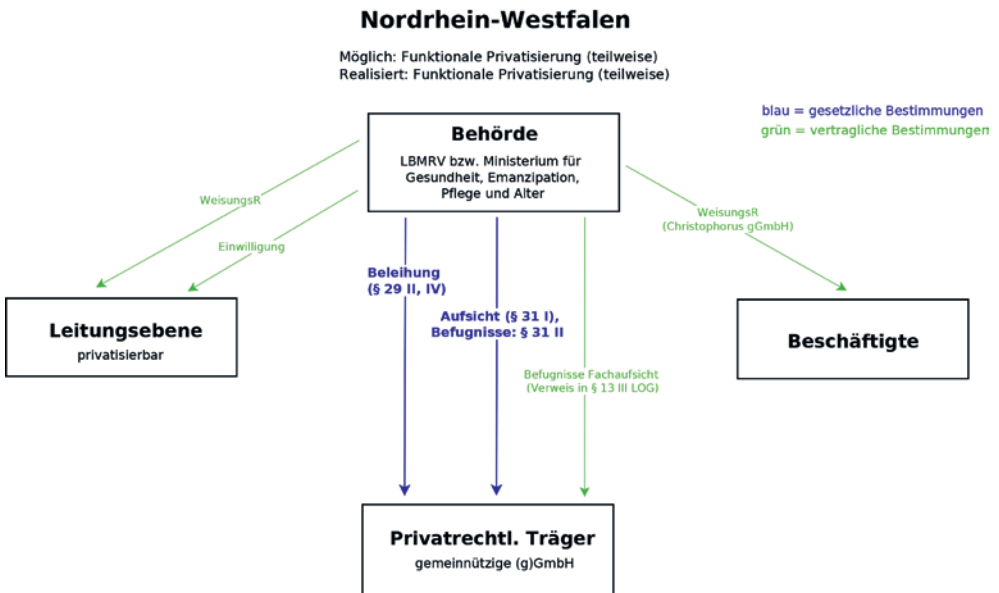 Nordrhein-Westfalen
Möglich: Funktionale Privatisierung (teilweise)
Realisiert: Funktionale Privatisierung (teilweise)
blau = gesetzliche Bestimmungen
grün = vertragliche Bestimmungen
Behörde
LBMRV bzw. Ministerium für
Gesundheit, Emanzipation,
Pflege und Alter
WeisungsR
Einwilligung
WeisungsR
(Christophorus gGmbH)
Beleihung
(§ 29 II, IV)
Aufsicht (§ 31 I),
Befugnisse: § 31 II
Befugnisse Fachaufsicht
(Verweis in § 13 III LOG)
Leitungsebene
privatisierbar
Beschäftigte
Privatrechtl. Träger
gemeinnützige (g)GmbH